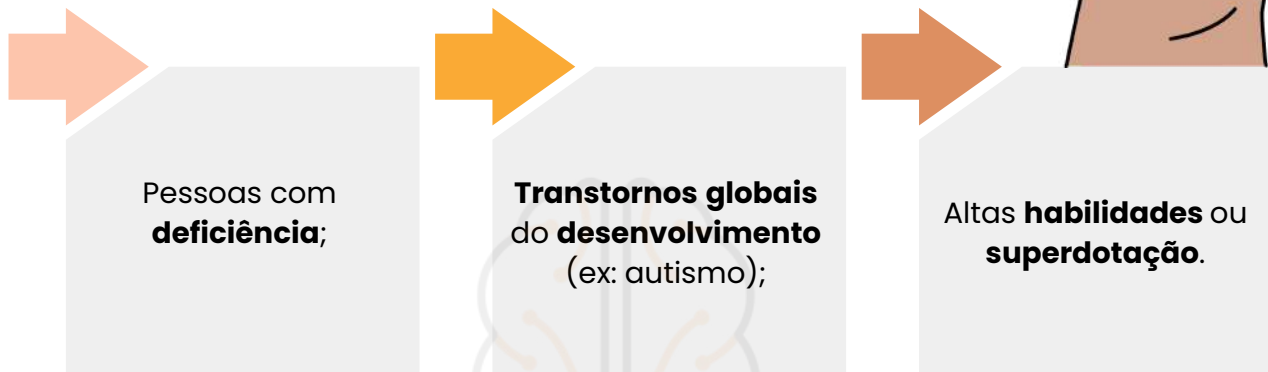 Pessoas com
deficiência;
Transtornos globais
do desenvolvimento
(ex: autismo);
Altas habilidades ou
superdotação.